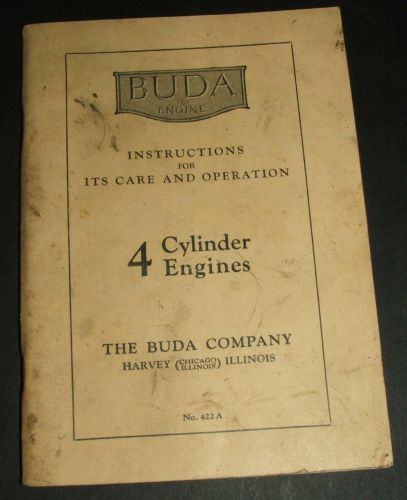 BUDA
The
ENGINE
INSTRUCTIONS
FOR
ITS CARE AND OPERATION
4 Cylinder
Engines
THE BUDA COMPANY
HARVEY (CHICAGO ILLINOIS) ILLINOIS
No. 422 A